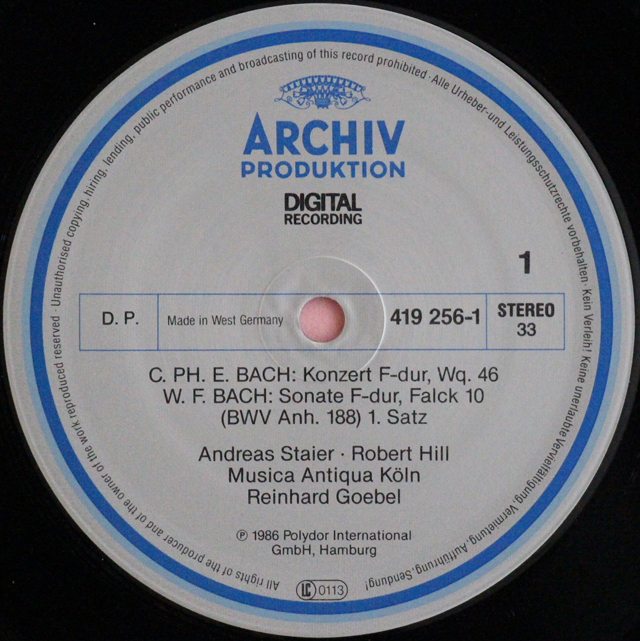 ARCHIV
PRODUKTION
DIGITAL
RECORDING
1
D. P.
Made in West Germany
419 256-1
STEREO
33
C. PH. E. BACH: Konzert F-dur, Wq. 46
W. F. BACH: Sonate F-dur, Falck 10
(BWV Anh. 188) 1. Satz
Andreas Staier · Robert Hill
Musica Antiqua Köln
Reinhard Goebel
℗ 1986 Polydor International
GmbH, Hamburg
LC 0113
All rights of the producer and of the owner of the work reproduced reserved · Unauthorised copying, hiring, lending, public performance and broadcasting of this record prohibited · Alle Urheber- und Leistungsschutzrechte vorbehalten · Kein Verleih! Keine unerlaubte Vervielfältigung, Vermietung, Aufführung, Sendung!